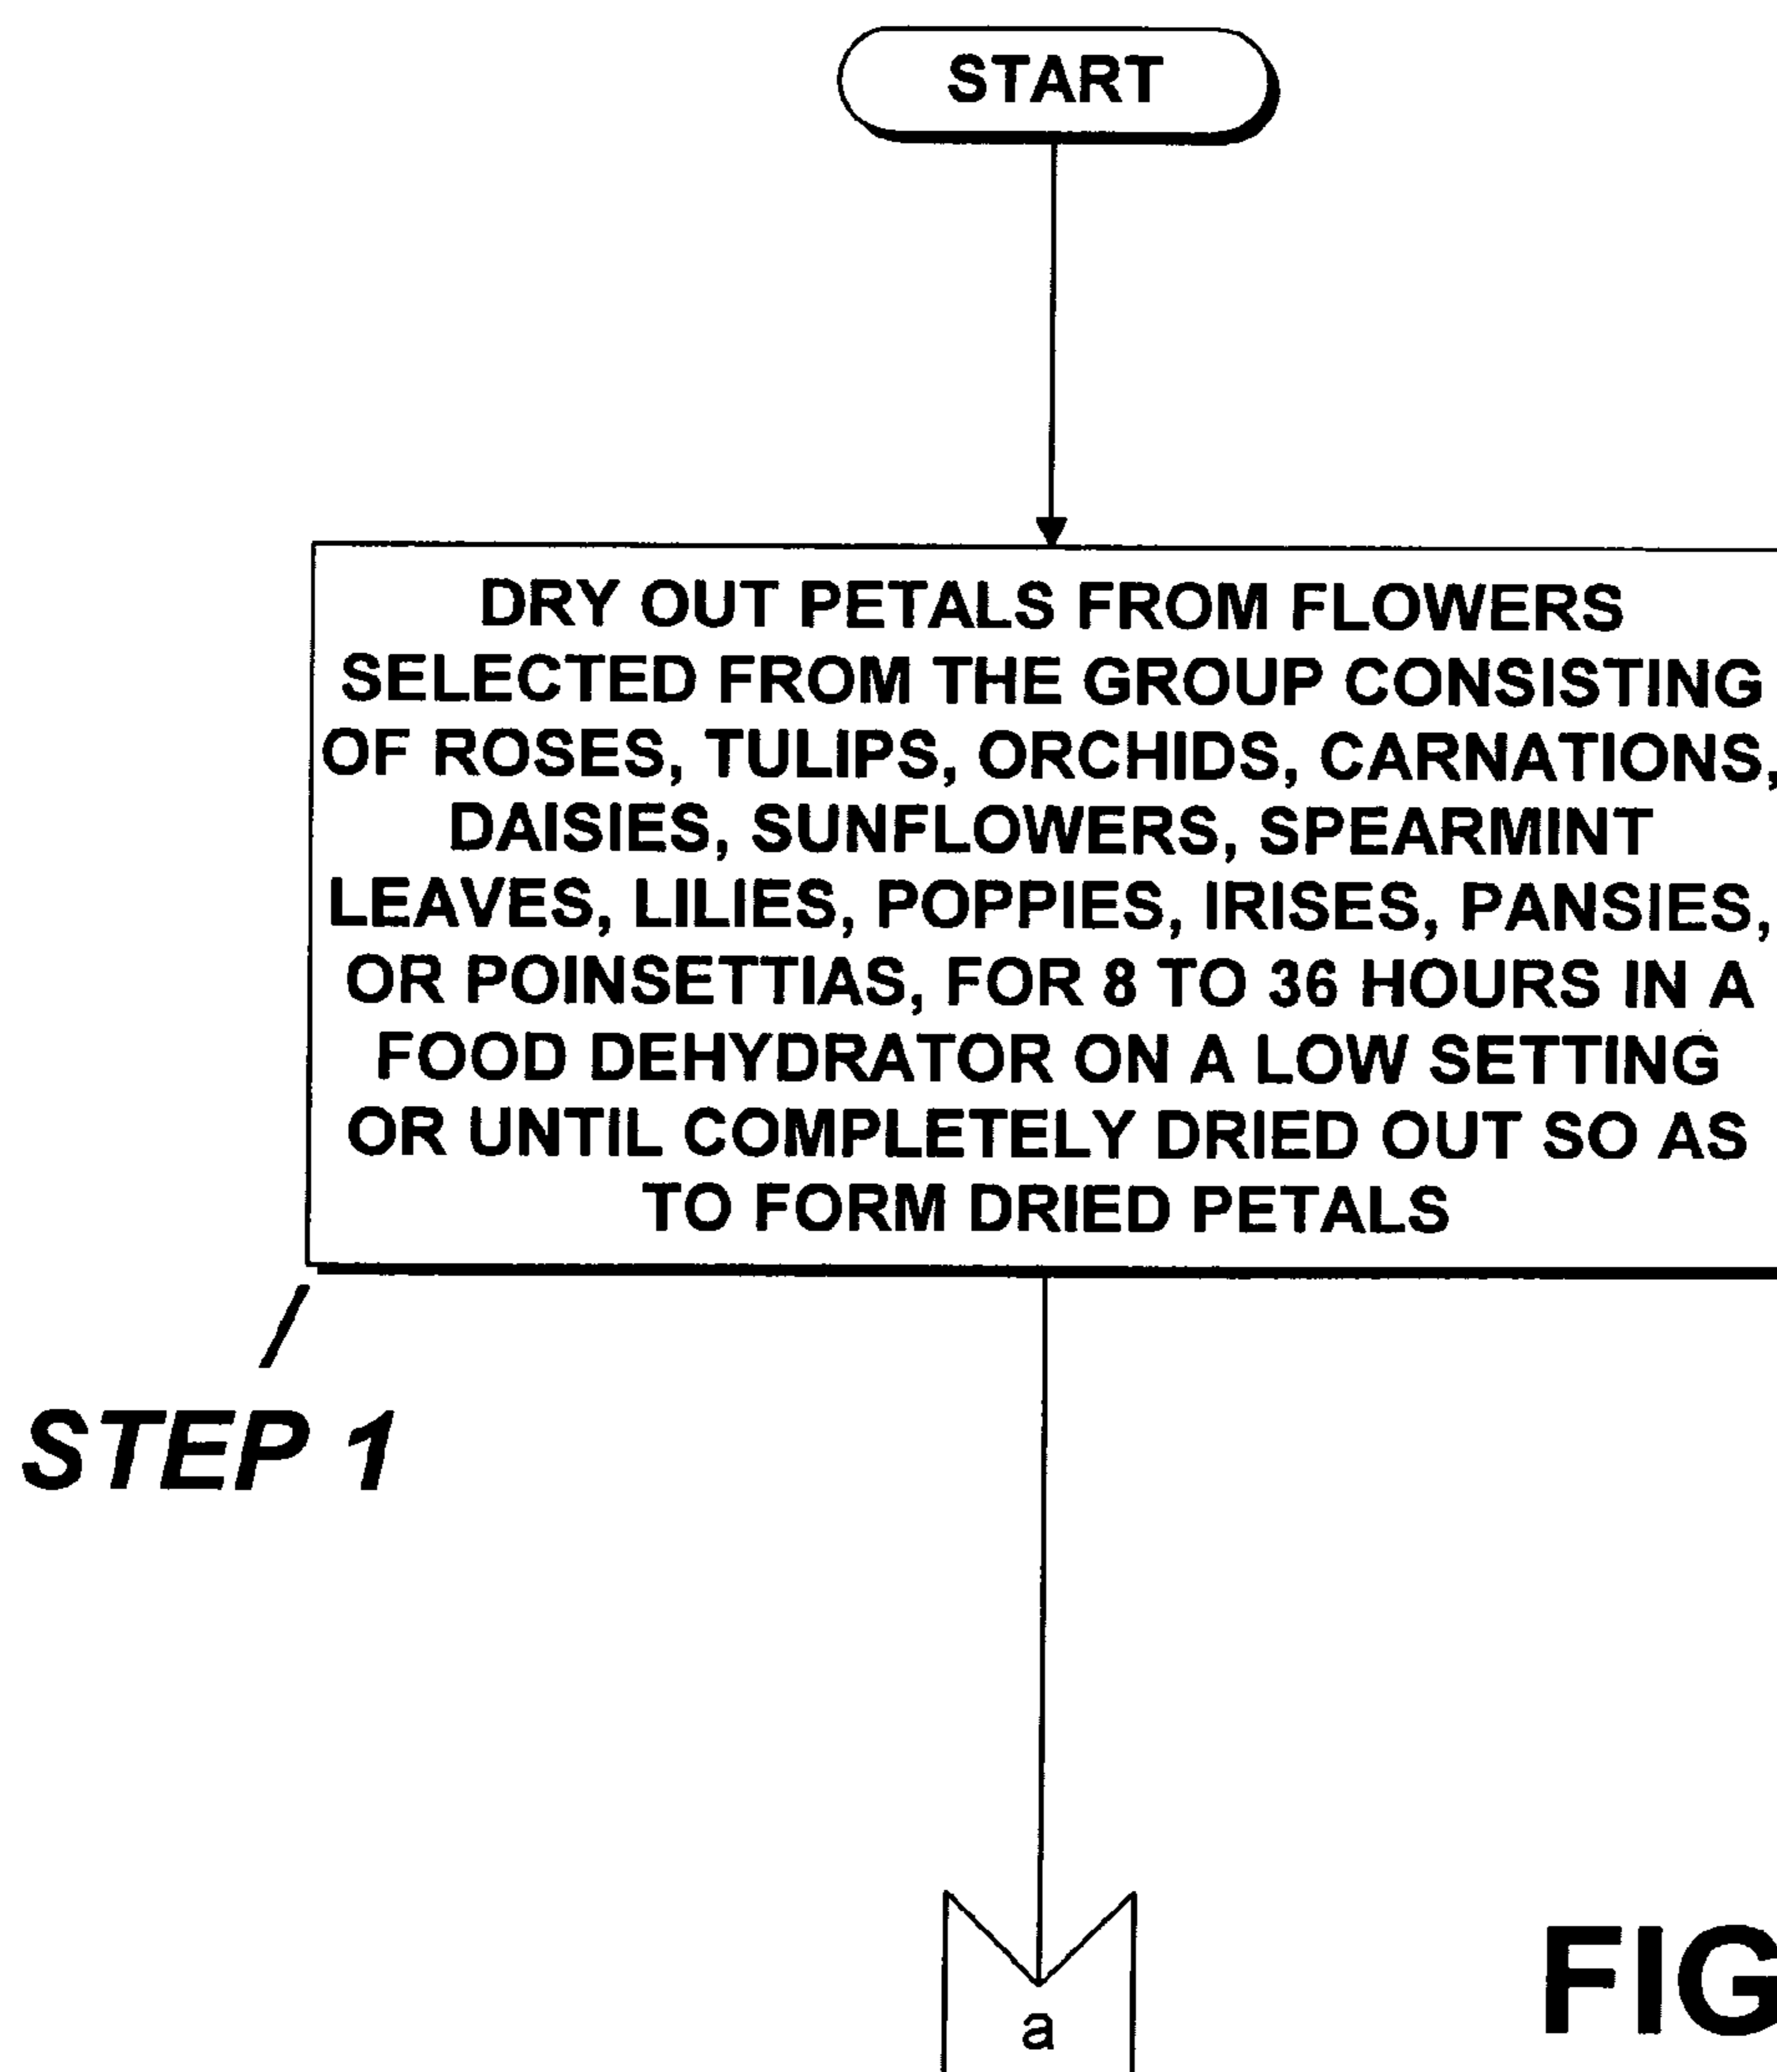 START
DRY OUT PETALS FROM FLOWERS
SELECTED FROM THE GROUP CONSISTING
OF ROSES, TULIPS, ORCHIDS, CARNATIONS,
DAISIES, SUNFLOWERS, SPEARMINT
LEAVES, LILIES, POPPIES, IRISES, PANSIES,
OR POINSETTIAS, FOR 8 TO 36 HOURS IN A
FOOD DEHYDRATOR ON A LOW SETTING
OR UNTIL COMPLETELY DRIED OUT SO AS
TO FORM DRIED PETALS
STEP 1
FIG
a